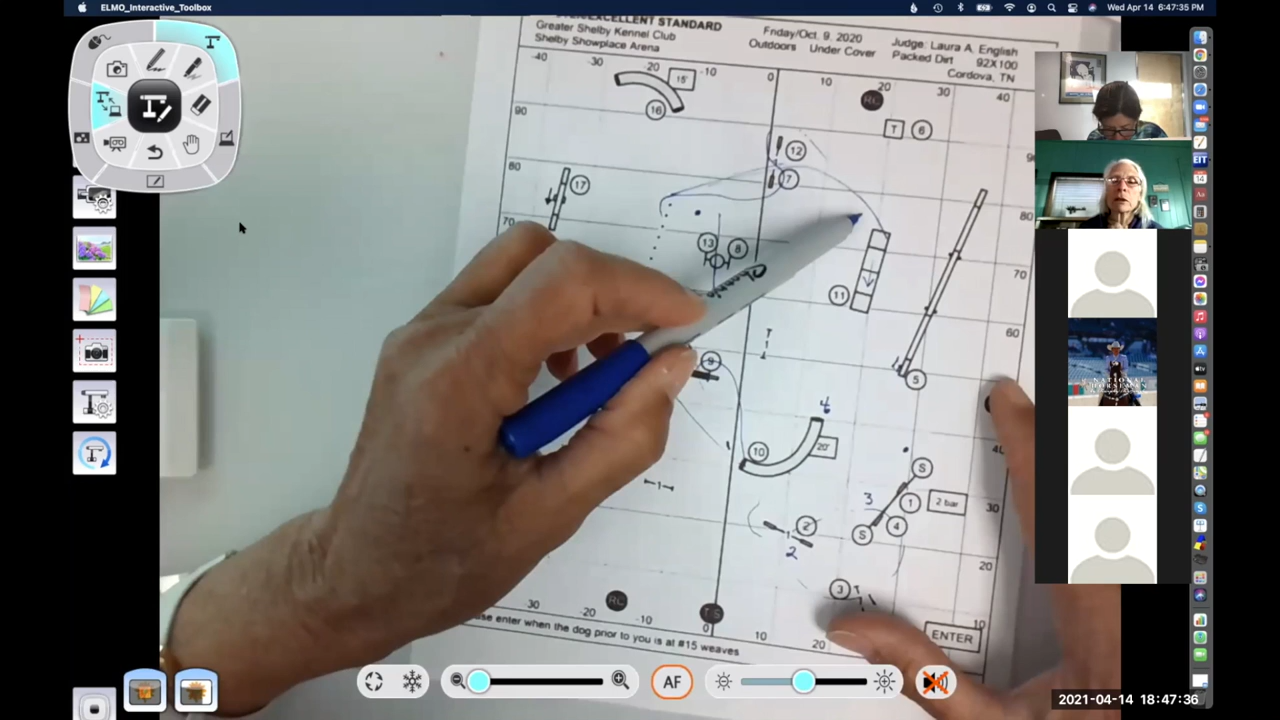 ELMO_Interactive_Toolbox
Wed Apr 14 6:47:35 PM
EXCELLENT STANDARD
Greater Shelby Kennel Club
Shelby Showplace Arena
Friday/Oct. 9, 2020
Outdoors Under Cover
Judge: Laura A. English
Packed Dirt 92X100
Cordova, TN
-40 -30 -20 -10 0 10 20 30 40
15'
16
RC
T 6
90
12
80
17
7
80
70
13 8
70
11
60
T
9
5
4
10
20'
40
S
3
1
2 bar
30
4
S
2
2
20
3
10
30 -20 RC -10 0 10 20
ENTER
use enter when the dog prior to you is at #15 weaves
AF
2021-04-14 18:47:36